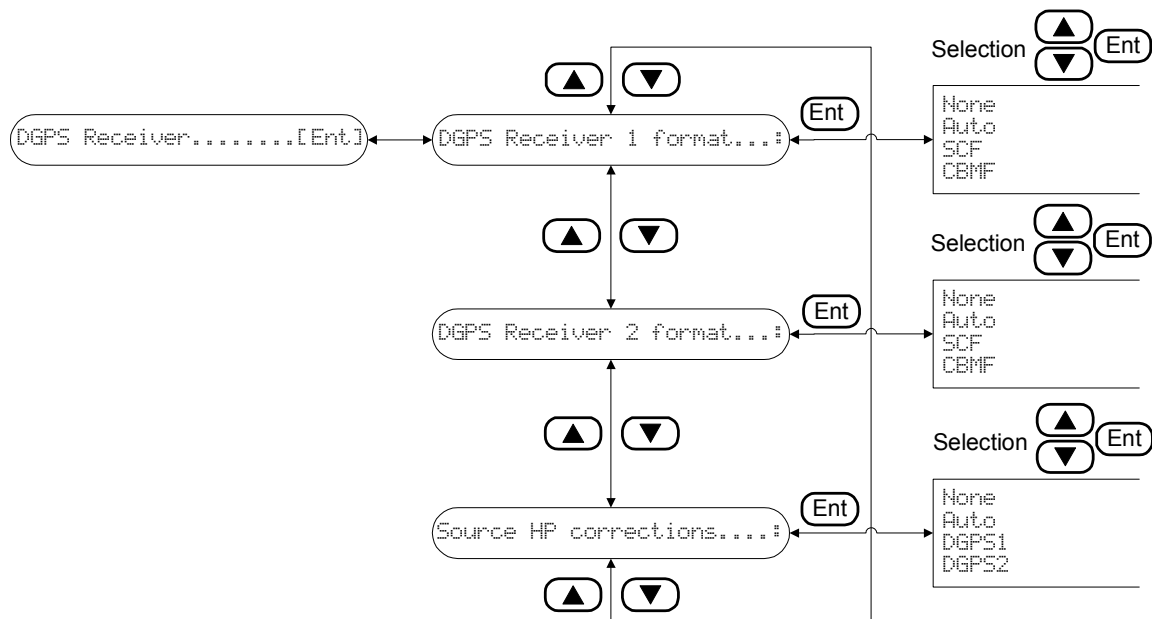 Selection Ent
None
Auto
SCF
CBMF
Ent
DGPS Receiver........[Ent]
DGPS Receiver 1 format...:
Selection Ent
None
Auto
SCF
CBMF
Ent
DGPS Receiver 2 format...:
Selection Ent
None
Auto
DGPS1
DGPS2
Ent
Source HP corrections....: